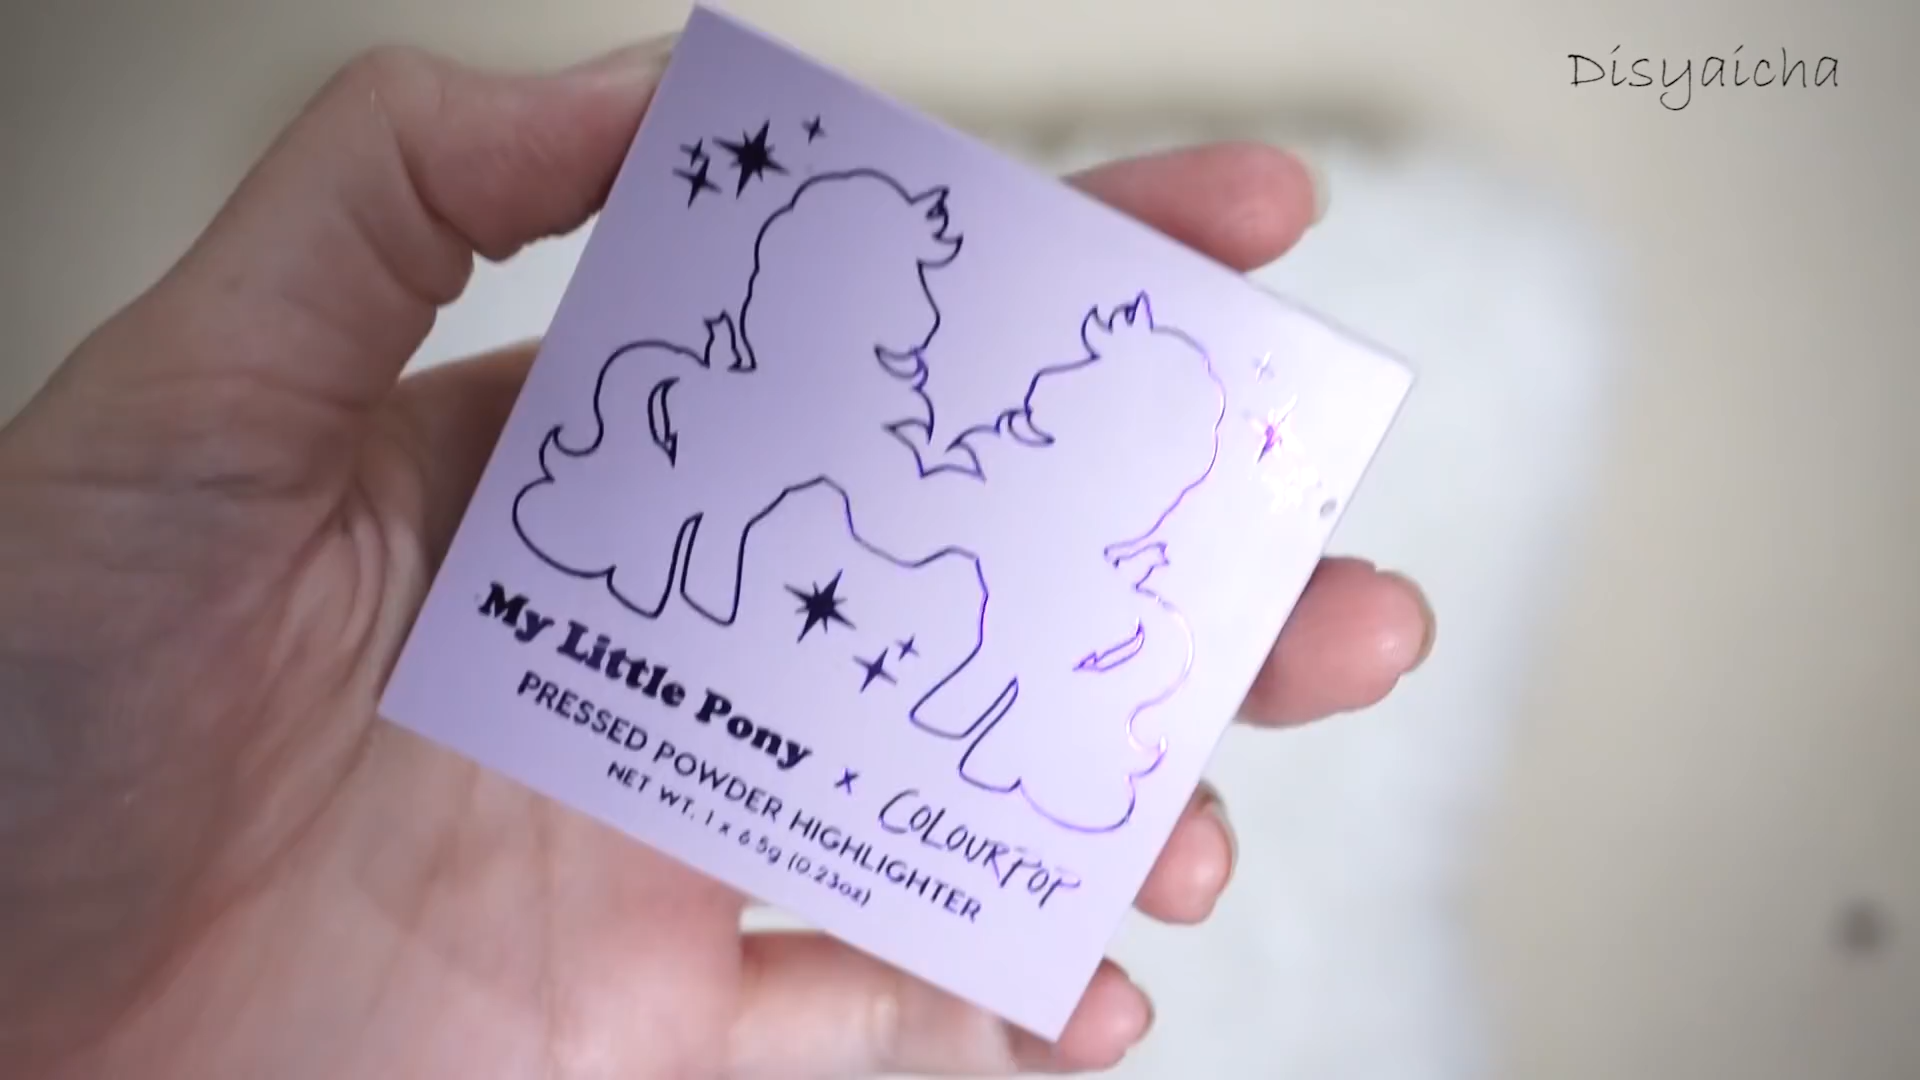 Disyaicha
My Little Pony x COLOURPOP
PRESSED POWDER HIGHLIGHTER
NET WT. 1 x 6.5g (0.23oz)